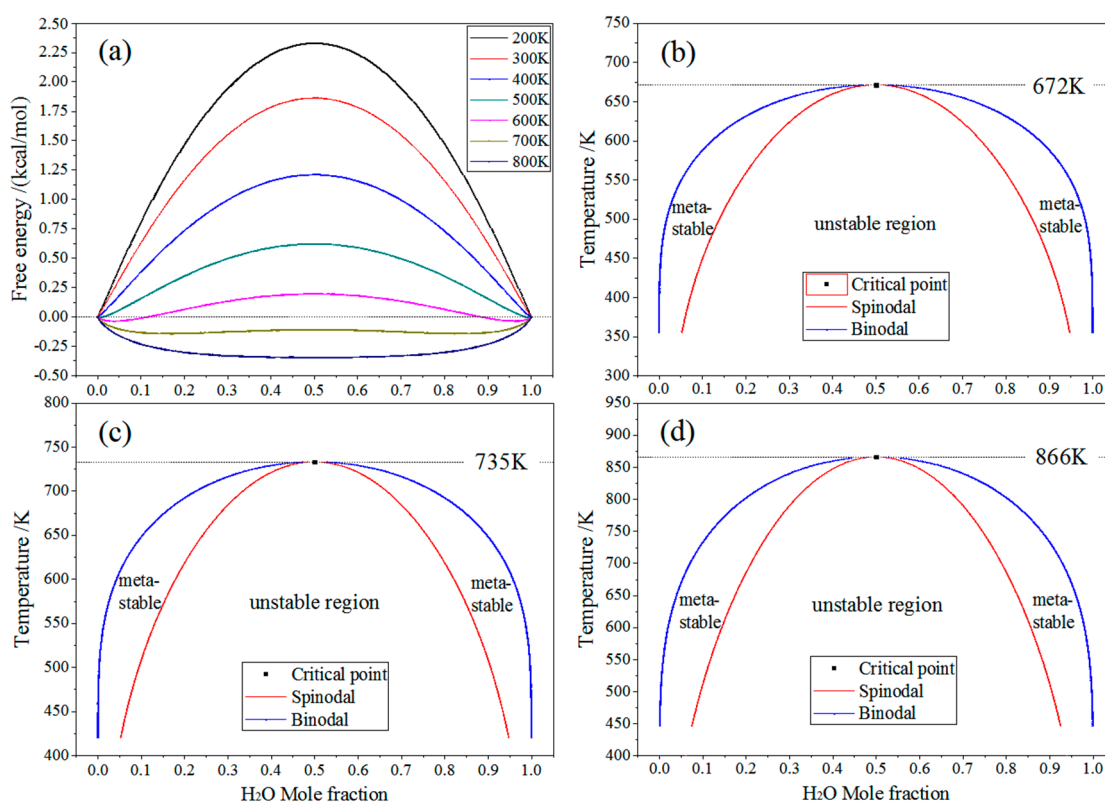 (a)
Free energy /(kcal/mol)
2.50
2.25
2.00
1.75
1.50
1.25
1.00
0.75
0.50
0.25
0.00
-0.25
-0.50
200K
300K
400K
500K
600K
700K
800K
0.0 0.1 0.2 0.3 0.4 0.5 0.6 0.7 0.8 0.9 1.0
(b)
Temperature /K
750
700
650
600
550
500
450
400
350
300
672K
meta-
stable
unstable region
meta-
stable
Critical point
Spinodal
Binodal
0.0 0.1 0.2 0.3 0.4 0.5 0.6 0.7 0.8 0.9 1.0
(c)
Temperature /K
800
750
700
650
600
550
500
450
400
735K
meta-
stable
unstable region
meta-
stable
Critical point
Spinodal
Binodal
0.0 0.1 0.2 0.3 0.4 0.5 0.6 0.7 0.8 0.9 1.0
H2O Mole fraction
(d)
Temperature /K
950
900
850
800
750
700
650
600
550
500
450
400
866K
meta-
stable
unstable region
meta-
stable
Critical point
Spinodal
Binodal
0.0 0.1 0.2 0.3 0.4 0.5 0.6 0.7 0.8 0.9 1.0
H2O Mole fraction